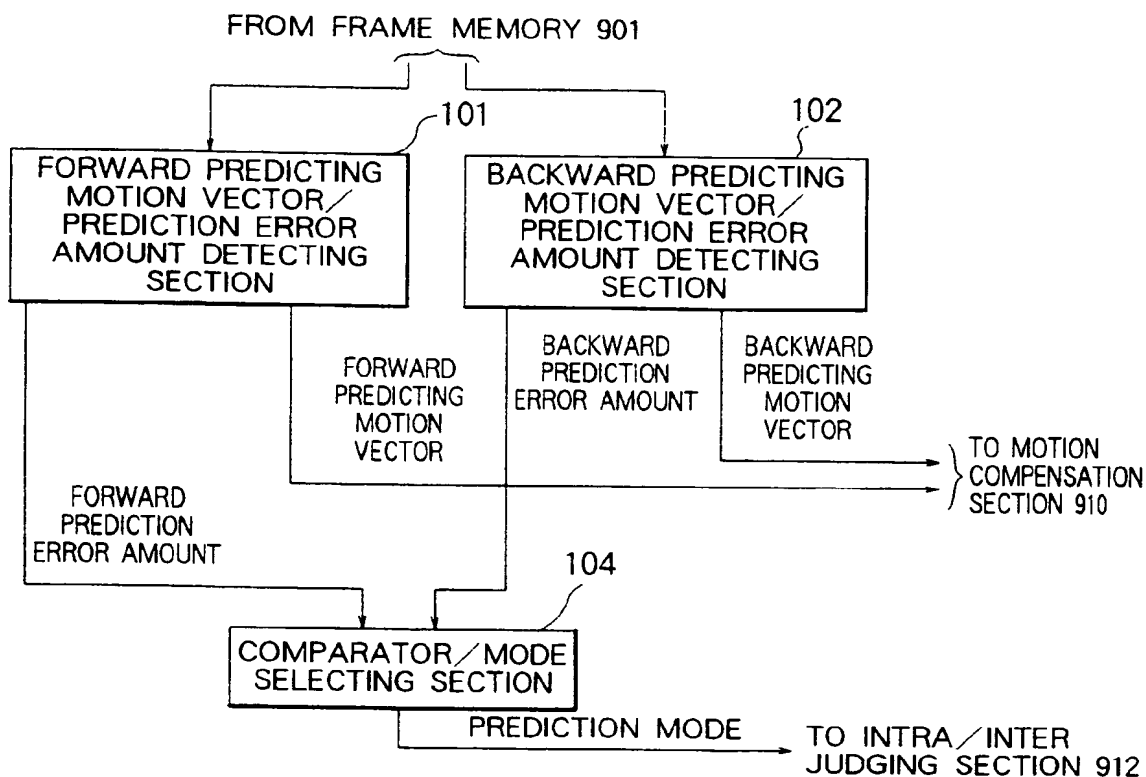 FROM FRAME MEMORY 901
101
102
FORWARD PREDICTING
MOTION VECTOR/
PREDICTION ERROR
AMOUNT DETECTING
SECTION
BACKWARD PREDICTING
MOTION VECTOR/
PREDICTION ERROR
AMOUNT DETECTING
SECTION
FORWARD
PREDICTING
MOTION
VECTOR
BACKWARD
PREDICTION
ERROR AMOUNT
BACKWARD
PREDICTING
MOTION
VECTOR
TO MOTION
COMPENSATION
SECTION 910
FORWARD
PREDICTION
ERROR AMOUNT
104
COMPARATOR/MODE
SELECTING SECTION
PREDICTION MODE
TO INTRA/INTER
JUDGING SECTION 912